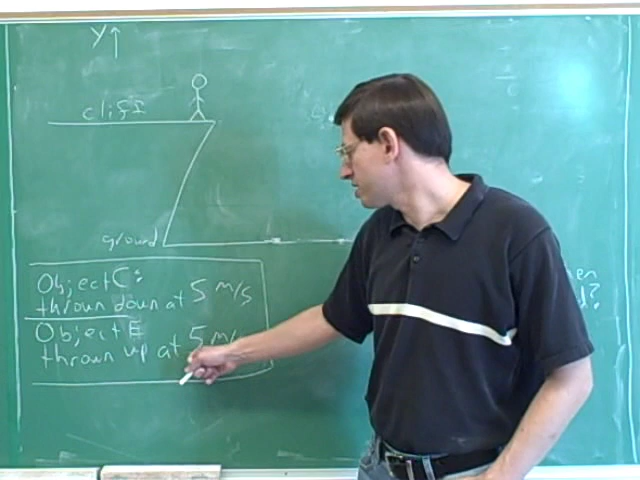 Y↑
cliff
ground
Object C:
thrown down at 5 m/s
Object E
thrown up at 5 m/